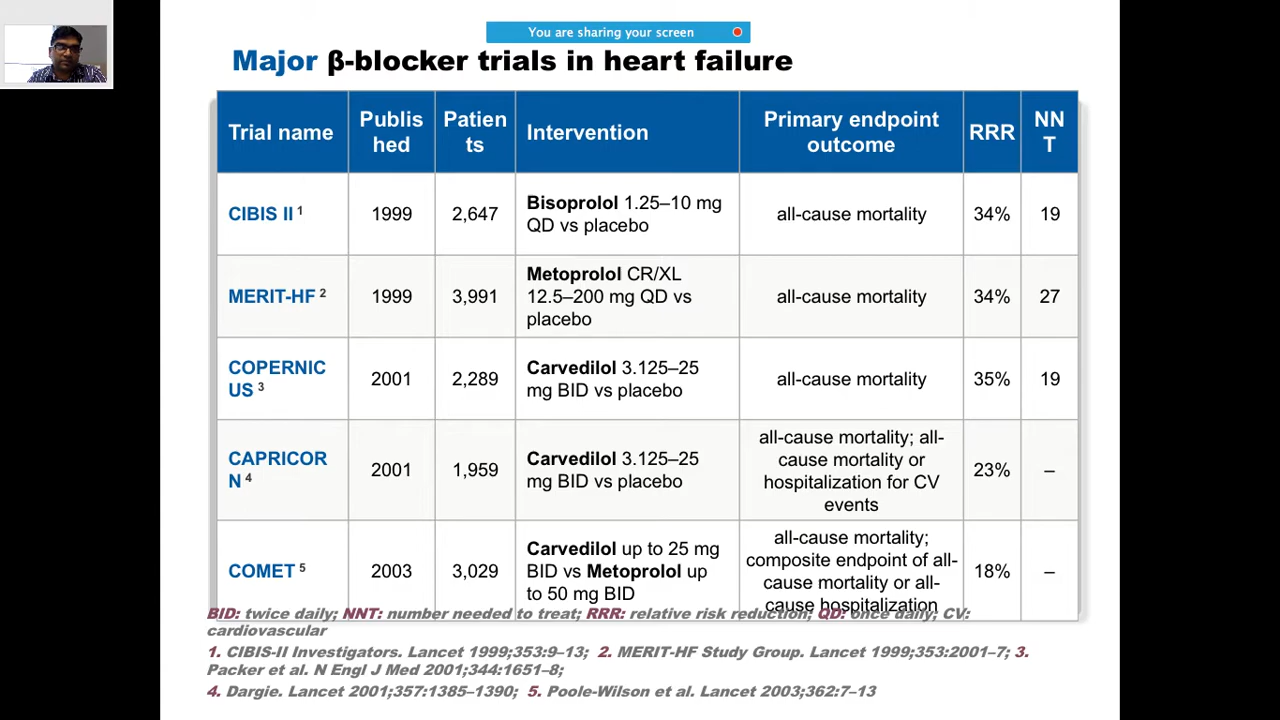 You are sharing your screen
Major β-blocker trials in heart failure
Trial name Publis Patien Intervention Primary endpoint RRR NN
hed ts outcome T
CIBIS II 1 1999 2,647 Bisoprolol 1.25–10 mg all-cause mortality 34% 19
QD vs placebo
MERIT-HF 2 1999 3,991 Metoprolol CR/XL all-cause mortality 34% 27
12.5–200 mg QD vs
placebo
COPERNIC 2001 2,289 Carvedilol 3.125–25 all-cause mortality 35% 19
US 3 mg BID vs placebo
CAPRICOR 2001 1,959 Carvedilol 3.125–25 all-cause mortality; all- 23% –
N 4 mg BID vs placebo cause mortality or
hospitalization for CV
events
COMET 5 2003 3,029 Carvedilol up to 25 mg all-cause mortality; 18% –
BID vs Metoprolol up composite endpoint of all-
to 50 mg BID cause mortality or all-
cause hospitalization
BID: twice daily; NNT: number needed to treat; RRR: relative risk reduction; QD: once daily; CV:
cardiovascular
1. CIBIS-II Investigators. Lancet 1999;353:9–13; 2. MERIT-HF Study Group. Lancet 1999;353:2001–7; 3.
Packer et al. N Engl J Med 2001;344:1651–8;
4. Dargie. Lancet 2001;357:1385–1390; 5. Poole-Wilson et al. Lancet 2003;362:7–13